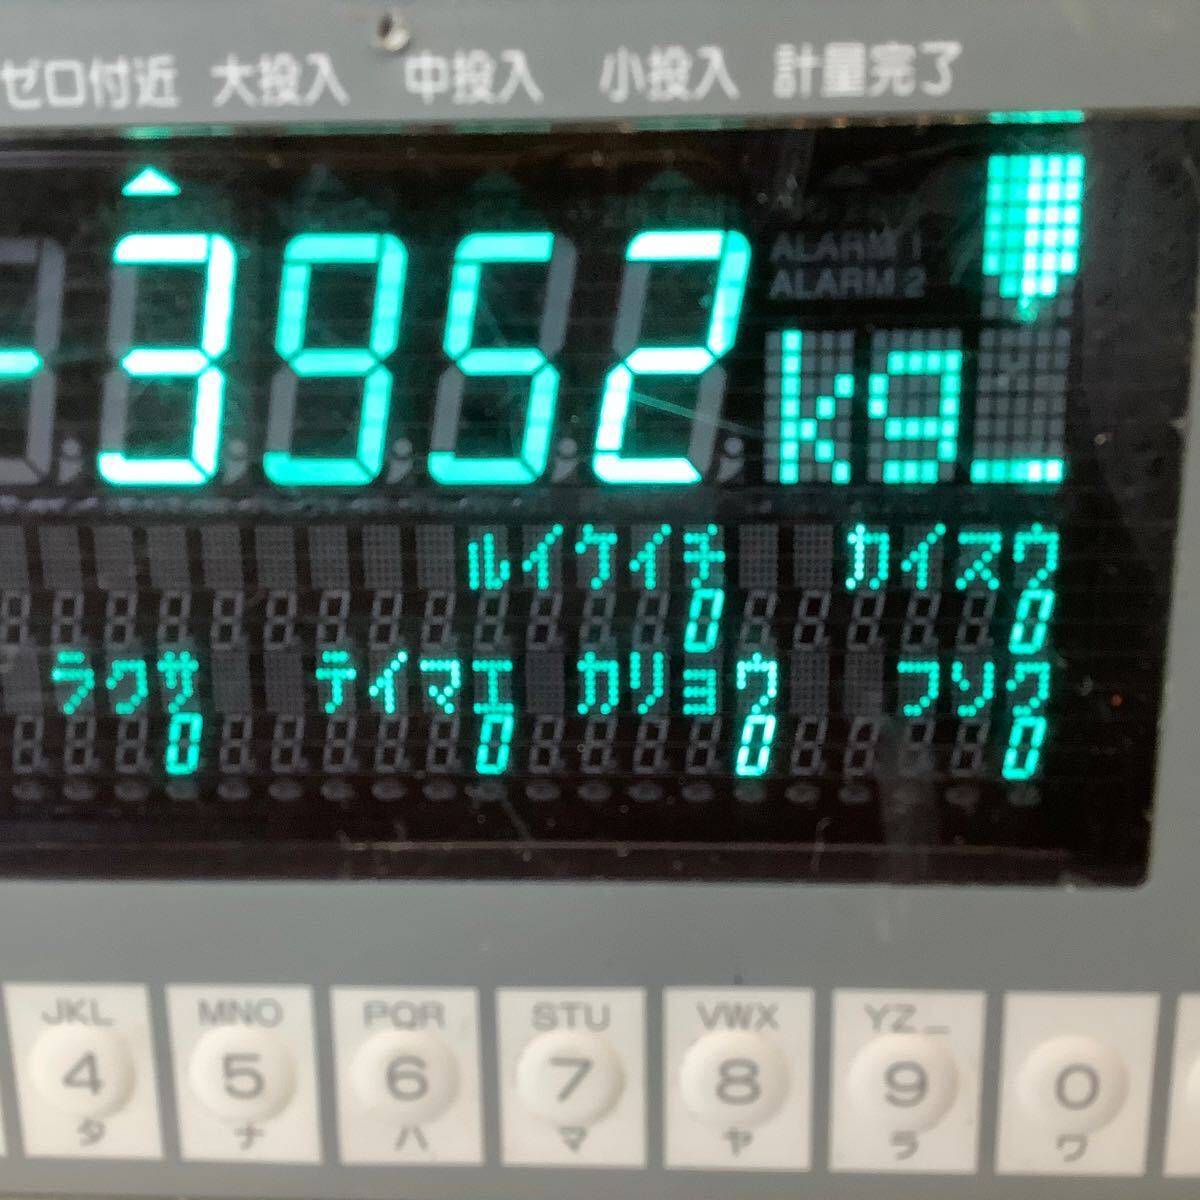 ゼロ付近 大投入 中投入 小投入 計量完了
-3952 kg
ALARM 1
ALARM 2
ルイケイチ カイスウ
0 0
ラクサ テイマエ カリョウ フソク
0 0 0 0
JKL MNO PQR STU VWX YZ_
4 5 6 7 8 9 0
タ ナ ハ マ ヤ ラ ワ